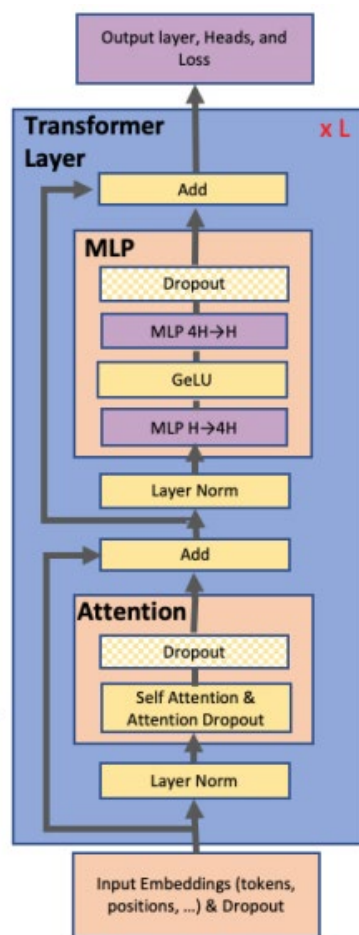 Output layer, Heads, and
Loss
Transformer
Layer
x L
Add
MLP
Dropout
MLP 4H→H
GeLU
MLP H→4H
Layer Norm
Add
Attention
Dropout
Self Attention &
Attention Dropout
Layer Norm
Input Embeddings (tokens,
positions, ...) & Dropout